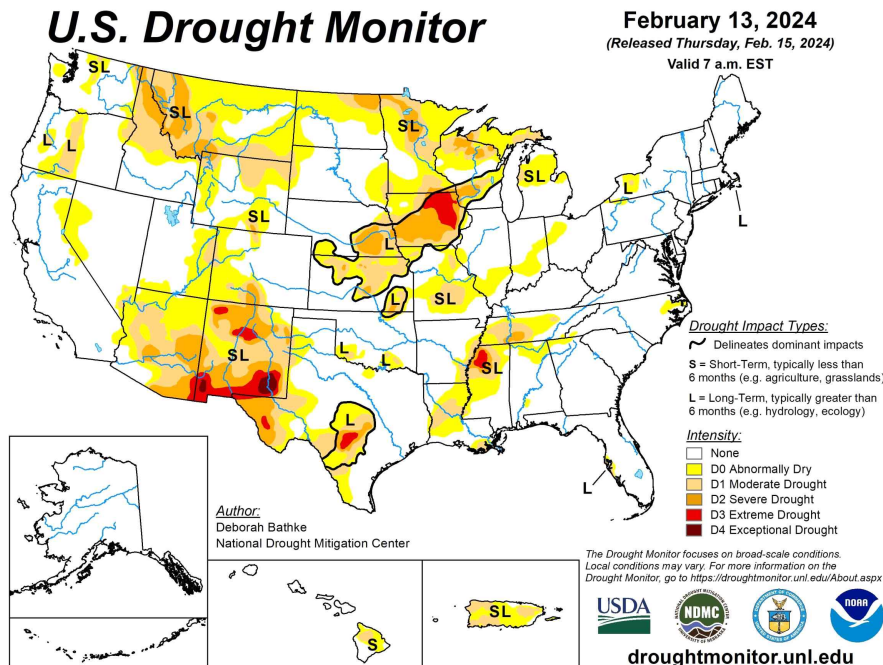 U.S. Drought Monitor
February 13, 2024
(Released Thursday, Feb. 15, 2024)
Valid 7 a.m. EST
SL
SL
SL
L
L
SL
L
SL
L
SL
L
SL
L
SL
L
L
SL
L
L
Drought Impact Types:
Delineates dominant impacts
S = Short-Term, typically less than
6 months (e.g. agriculture, grasslands)
L = Long-Term, typically greater than
6 months (e.g. hydrology, ecology)
Intensity:
None
D0 Abnormally Dry
D1 Moderate Drought
D2 Severe Drought
D3 Extreme Drought
D4 Exceptional Drought
Author:
Deborah Bathke
National Drought Mitigation Center
S
SL
The Drought Monitor focuses on broad-scale conditions.
Local conditions may vary. For more information on the
Drought Monitor, go to https://droughtmonitor.unl.edu/About.aspx
USDA
NDMC
NOAA
droughtmonitor.unl.edu